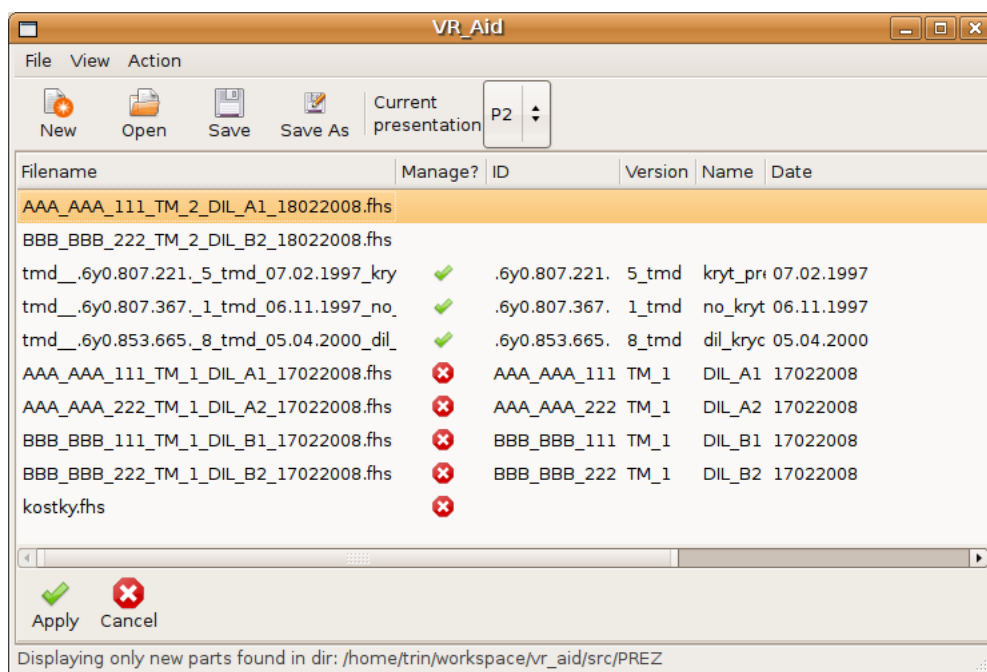 VR_Aid
File View Action
New Open Save Save As Current presentation P2
Filename Manage? ID Version Name Date
AAA_AAA_111_TM_2_DIL_A1_18022008.fhs
BBB_BBB_222_TM_2_DIL_B2_18022008.fhs
tmd__.6y0.807.221._5_tmd_07.02.1997_kry .6y0.807.221. 5_tmd kryt_pre 07.02.1997
tmd__.6y0.807.367._1_tmd_06.11.1997_no_ .6y0.807.367. 1_tmd no_kryt 06.11.1997
tmd__.6y0.853.665._8_tmd_05.04.2000_dil_ .6y0.853.665. 8_tmd dil_kryc 05.04.2000
AAA_AAA_111_TM_1_DIL_A1_17022008.fhs AAA_AAA_111 TM_1 DIL_A1 17022008
AAA_AAA_222_TM_1_DIL_A2_17022008.fhs AAA_AAA_222 TM_1 DIL_A2 17022008
BBB_BBB_111_TM_1_DIL_B1_17022008.fhs BBB_BBB_111 TM_1 DIL_B1 17022008
BBB_BBB_222_TM_1_DIL_B2_17022008.fhs BBB_BBB_222 TM_1 DIL_B2 17022008
kostky.fhs
Apply Cancel
Displaying only new parts found in dir: /home/trin/workspace/vr_aid/src/PREZ